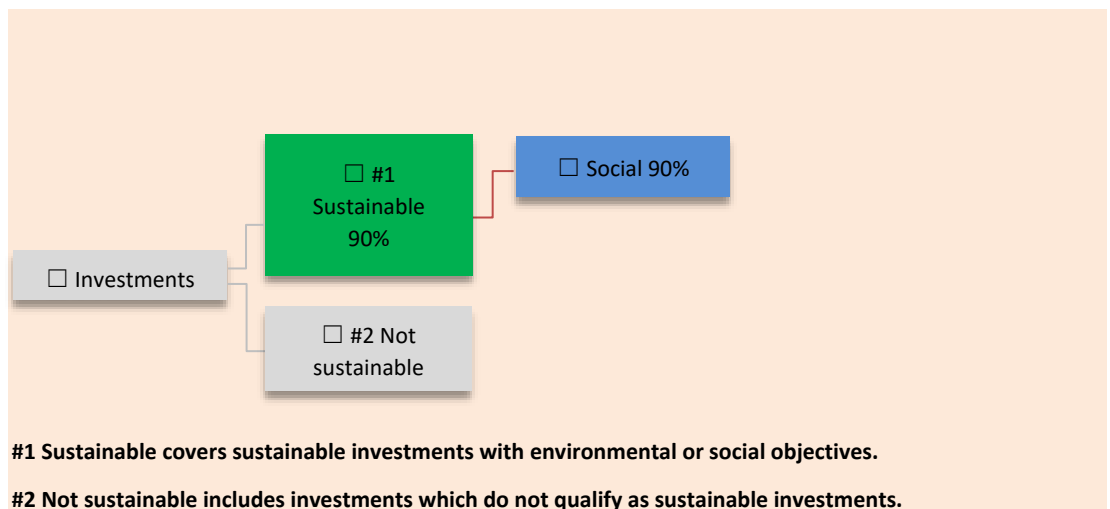 ☐ #1
Sustainable
90%
☐ Social 90%
☐ Investments
☐ #2 Not
sustainable
#1 Sustainable covers sustainable investments with environmental or social objectives.
#2 Not sustainable includes investments which do not qualify as sustainable investments.